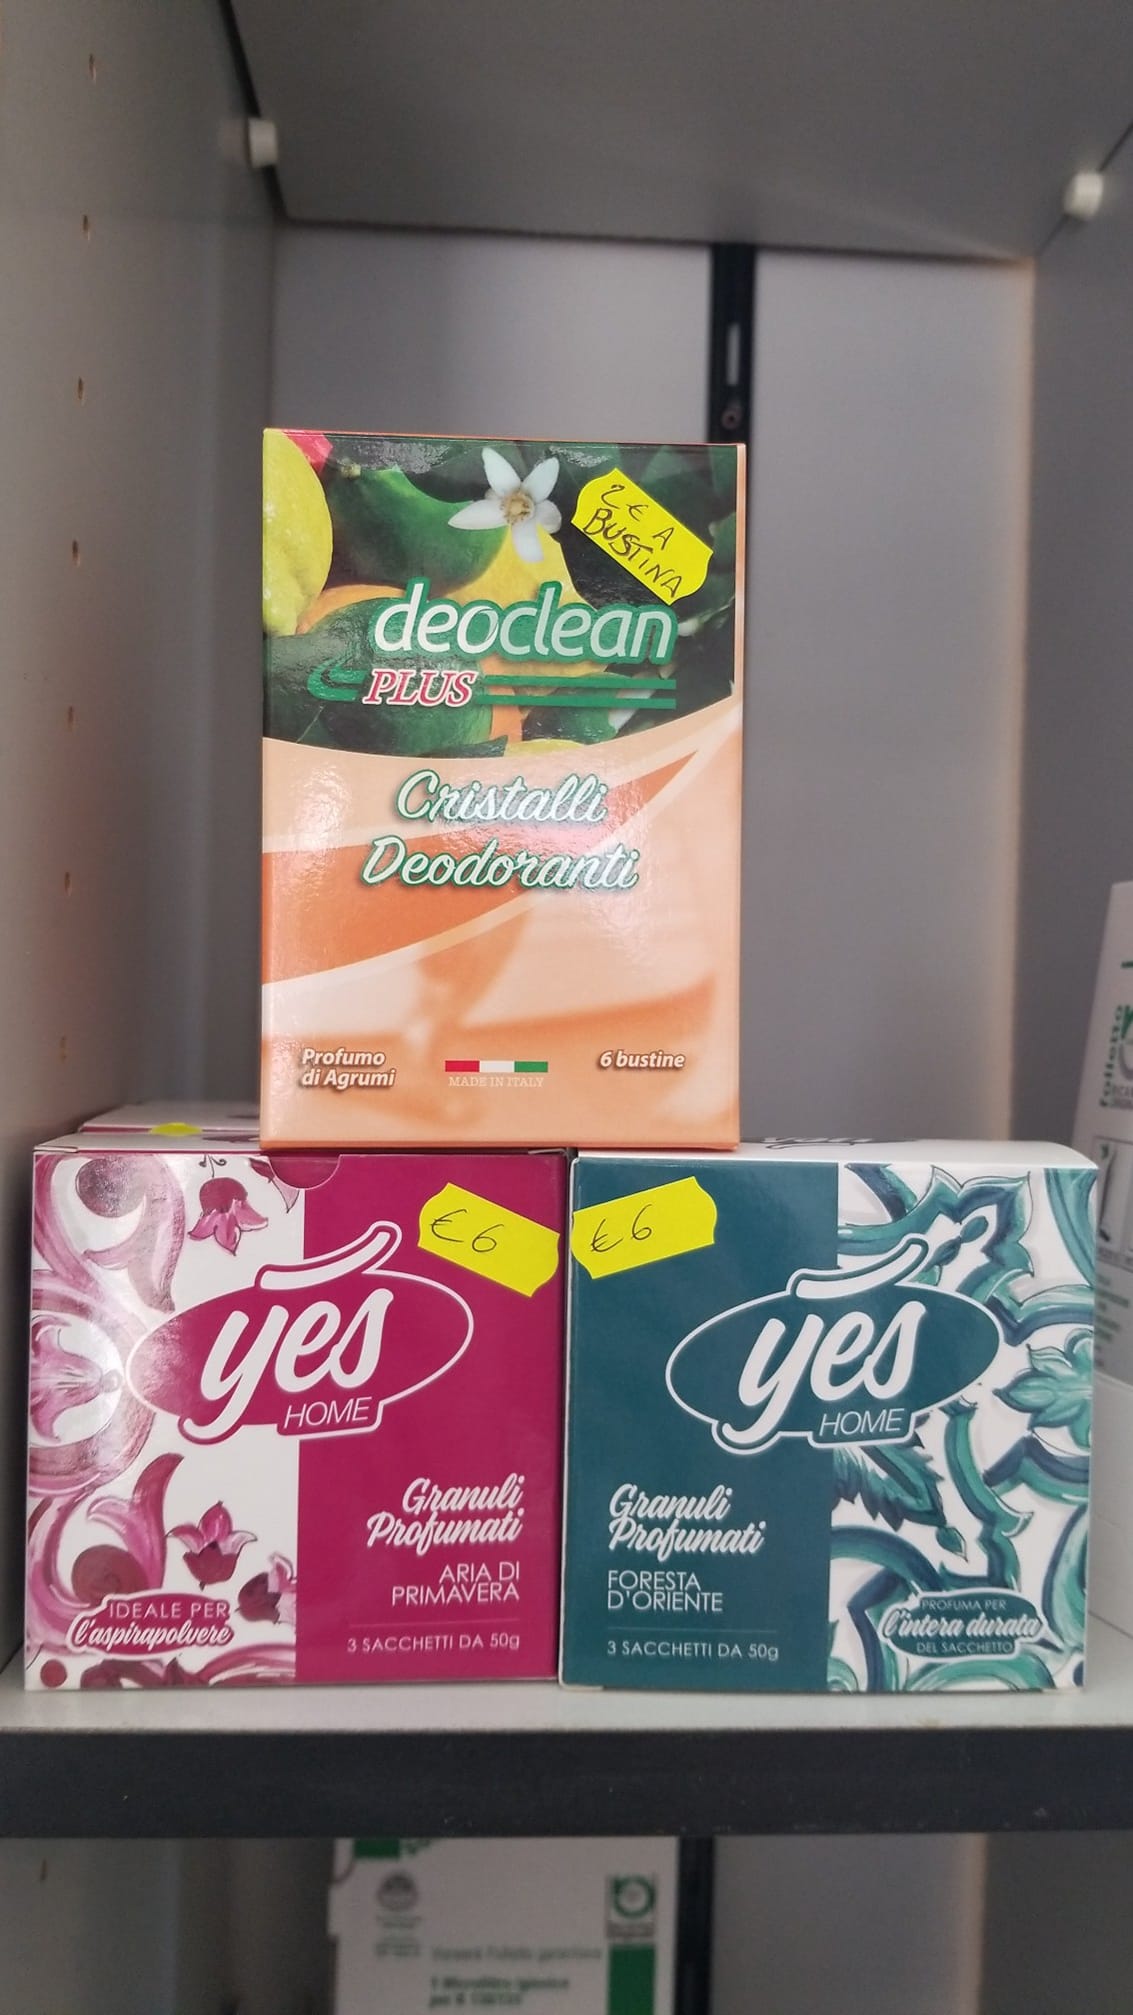 2 € A
BUSTINA
deoclean
PLUS
Cristalli
Deodoranti
Profumo
di Agrumi
MADE IN ITALY
6 bustine
€6
yes
HOME
Granuli
Profumati
ARIA DI
PRIMAVERA
3 SACCHETTI DA 50g
IDEALE PER
l'aspirapolvere
€6
yes
HOME
Granuli
Profumati
FORESTA
D'ORIENTE
3 SACCHETTI DA 50g
PROFUMA PER
l'intera durata
DEL SACCHETTO
folletto